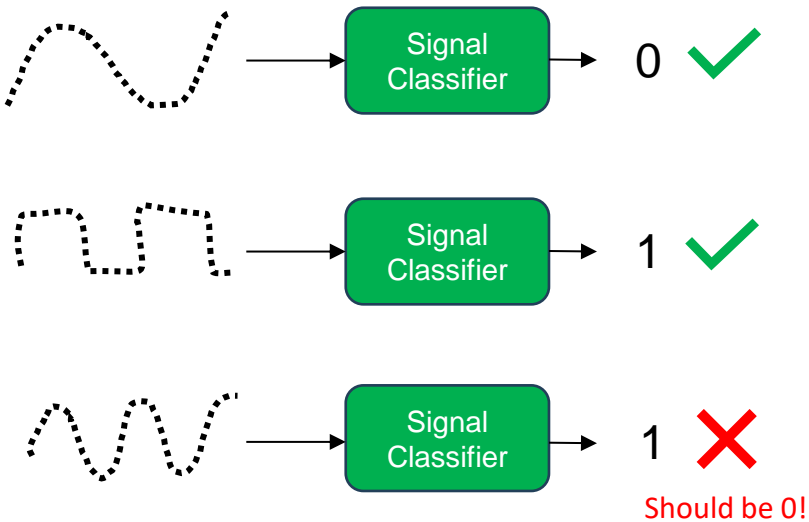 Signal
Classifier
0
Signal
Classifier
1
Signal
Classifier
1
Should be 0!